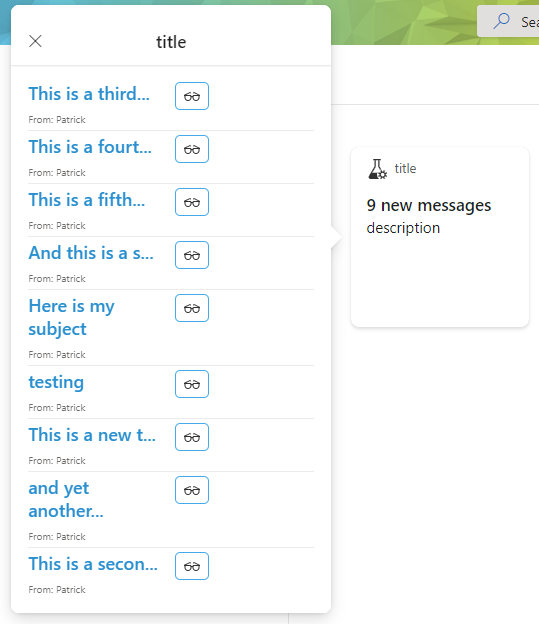 title
This is a third...
From: Patrick
This is a fourt...
From: Patrick
This is a fifth...
From: Patrick
And this is a s...
From: Patrick
Here is my
subject
From: Patrick
testing
From: Patrick
This is a new t...
From: Patrick
and yet
another...
From: Patrick
This is a secon...
From: Patrick
Sea
title
9 new messages
description